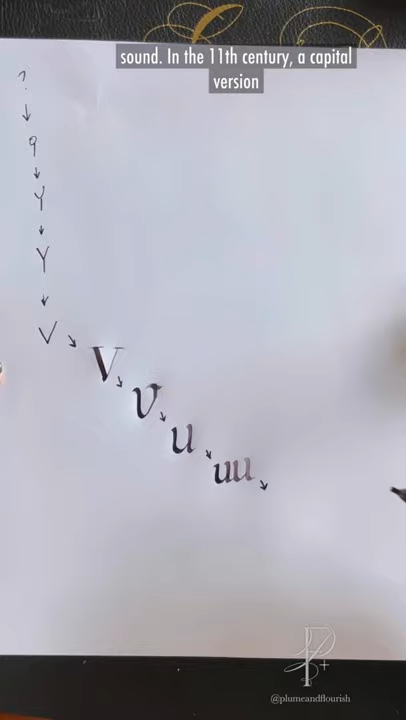 sound. In the 11th century, a capital
version
?
↓
9
↓
Y
↓
Y
↓
V → V
↓
υ
↓
u
↓
uu
↓
P
@plumeandflourish